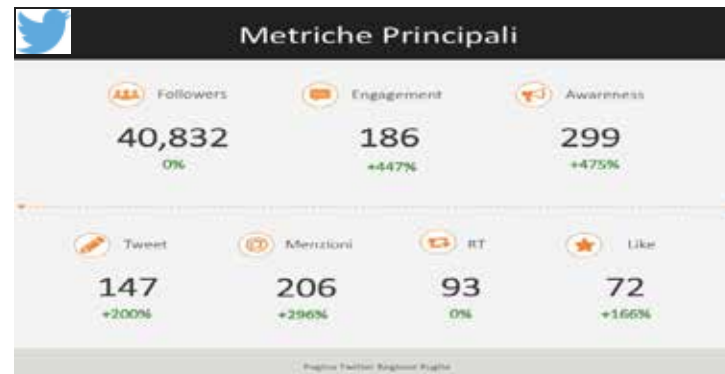 Metriche Principali
Followers Engagement Awareness
40,832 186 299
0% +447% +475%
Tweet Menzioni RT Like
147 206 93 72
+200% +296% 0% +166%
Pagina Twitter Regione Puglia